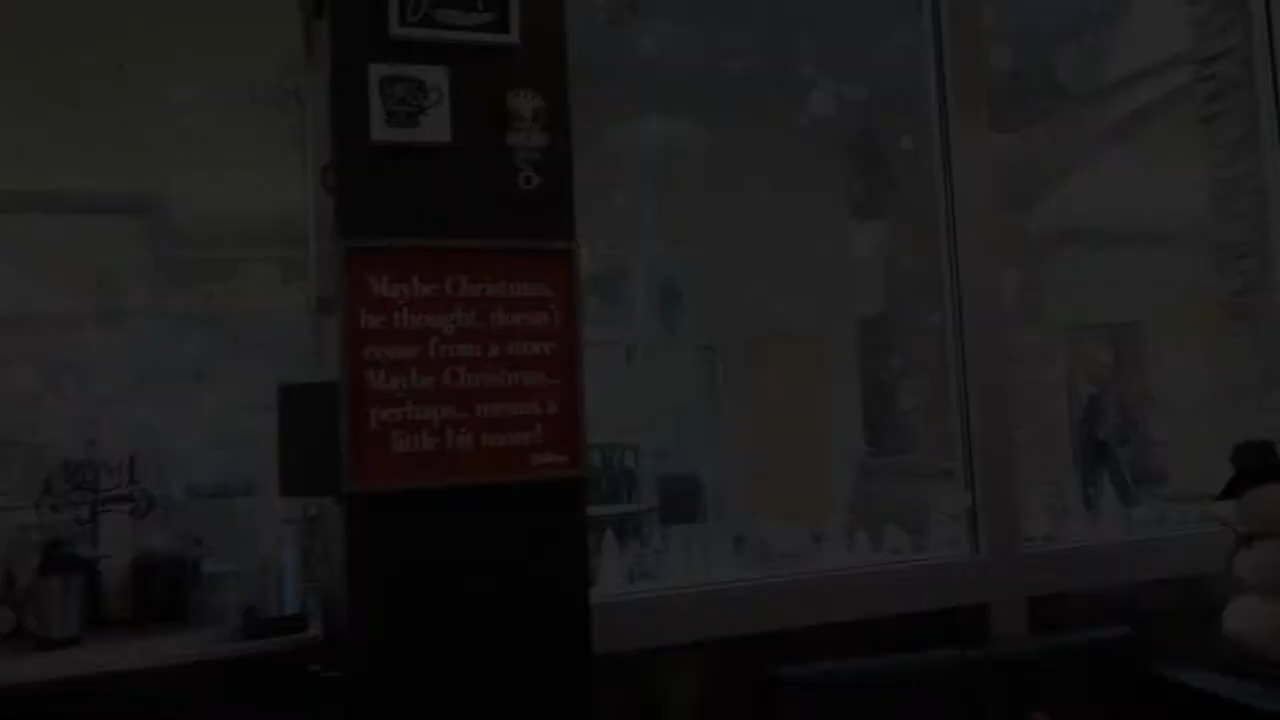 Maybe Christmas,
he thought, doesn't
come from a store.
Maybe Christmas...
perhaps... means a
little bit more!